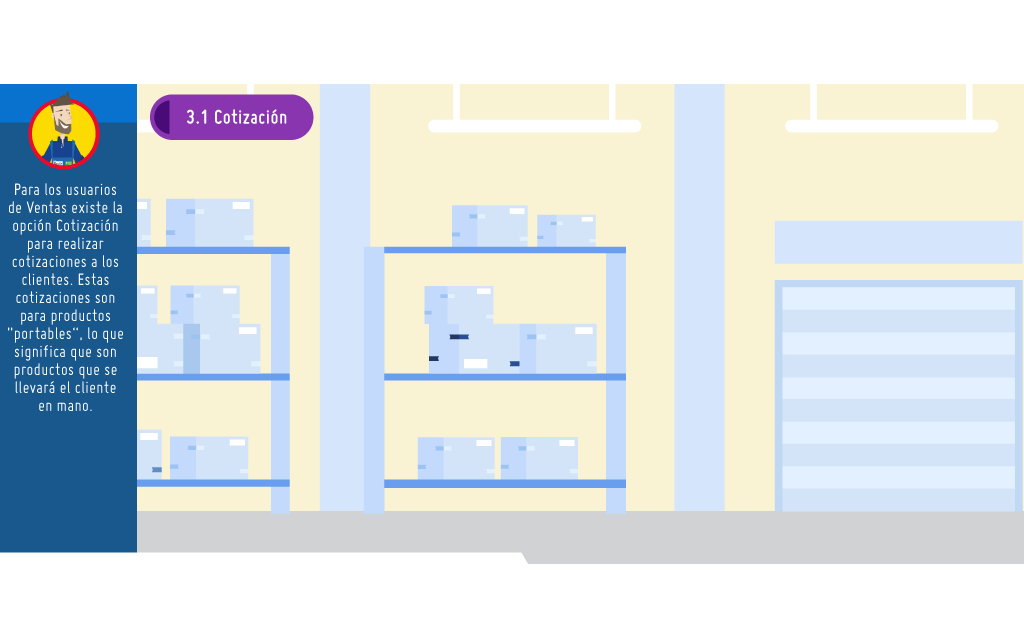 3.1 Cotización
Para los usuarios
de Ventas existe la
opción Cotización
para realizar
cotizaciones a los
clientes. Estas
cotizaciones son
para productos
“portables“, lo que
significa que son
productos que se
llevará el cliente
en mano.